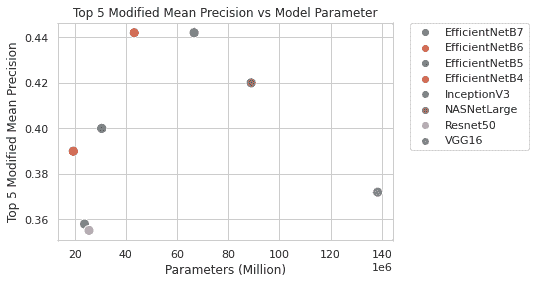 Top 5 Modified Mean Precision vs Model Parameter
0.44
0.42
0.40
0.38
0.36
Top 5 Modified Mean Precision
20
40
60
80
100
120
140
1e6
Parameters (Million)
EfficientNetB7
EfficientNetB6
EfficientNetB5
EfficientNetB4
InceptionV3
NASNetLarge
Resnet50
VGG16